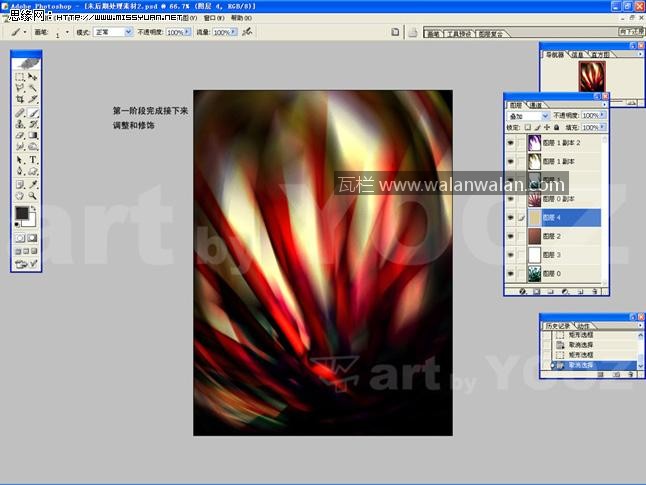 Adobe Photoshop - [未后期处理素材2.psd @ 66.7% (图层 4, RGB/8)]
思缘网: HTTP://WWW.MISSYUAN.NET
图(V) 窗口(W) 帮助(H)
画笔: 1 模式: 正常 不透明度: 100% 流量: 100%
画笔 工具预设 图层复合
导航器 信息 直方图
第一阶段完成接下来
调整和修饰
图层 通道
叠加 不透明度: 100%
锁定: 填充: 100%
图层 1 副本 2
图层 1 副本
图层 1
瓦栏 www.walanwalan.com
图层 0 副本
图层 4
图层 2
图层 3
图层 0
art by YOOZ
art by YOOZ
历史记录 动作
矩形选框
取消选择
矩形选框
取消选择